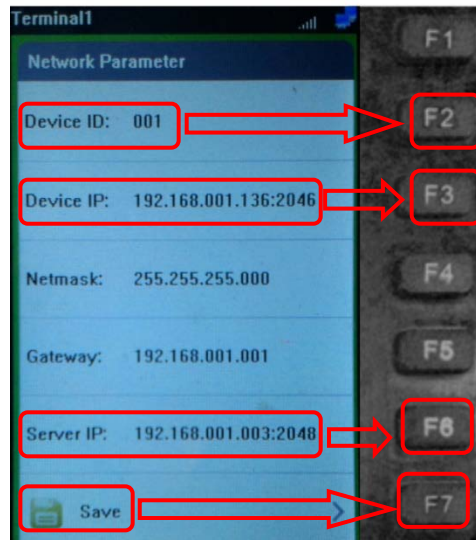 Terminal1
F1
Network Parameter
Device ID: 001
F2
Device IP: 192.168.001.136:2046
F3
Netmask: 255.255.255.000
F4
Gateway: 192.168.001.001
F5
Server IP: 192.168.001.003:2048
F6
Save
F7